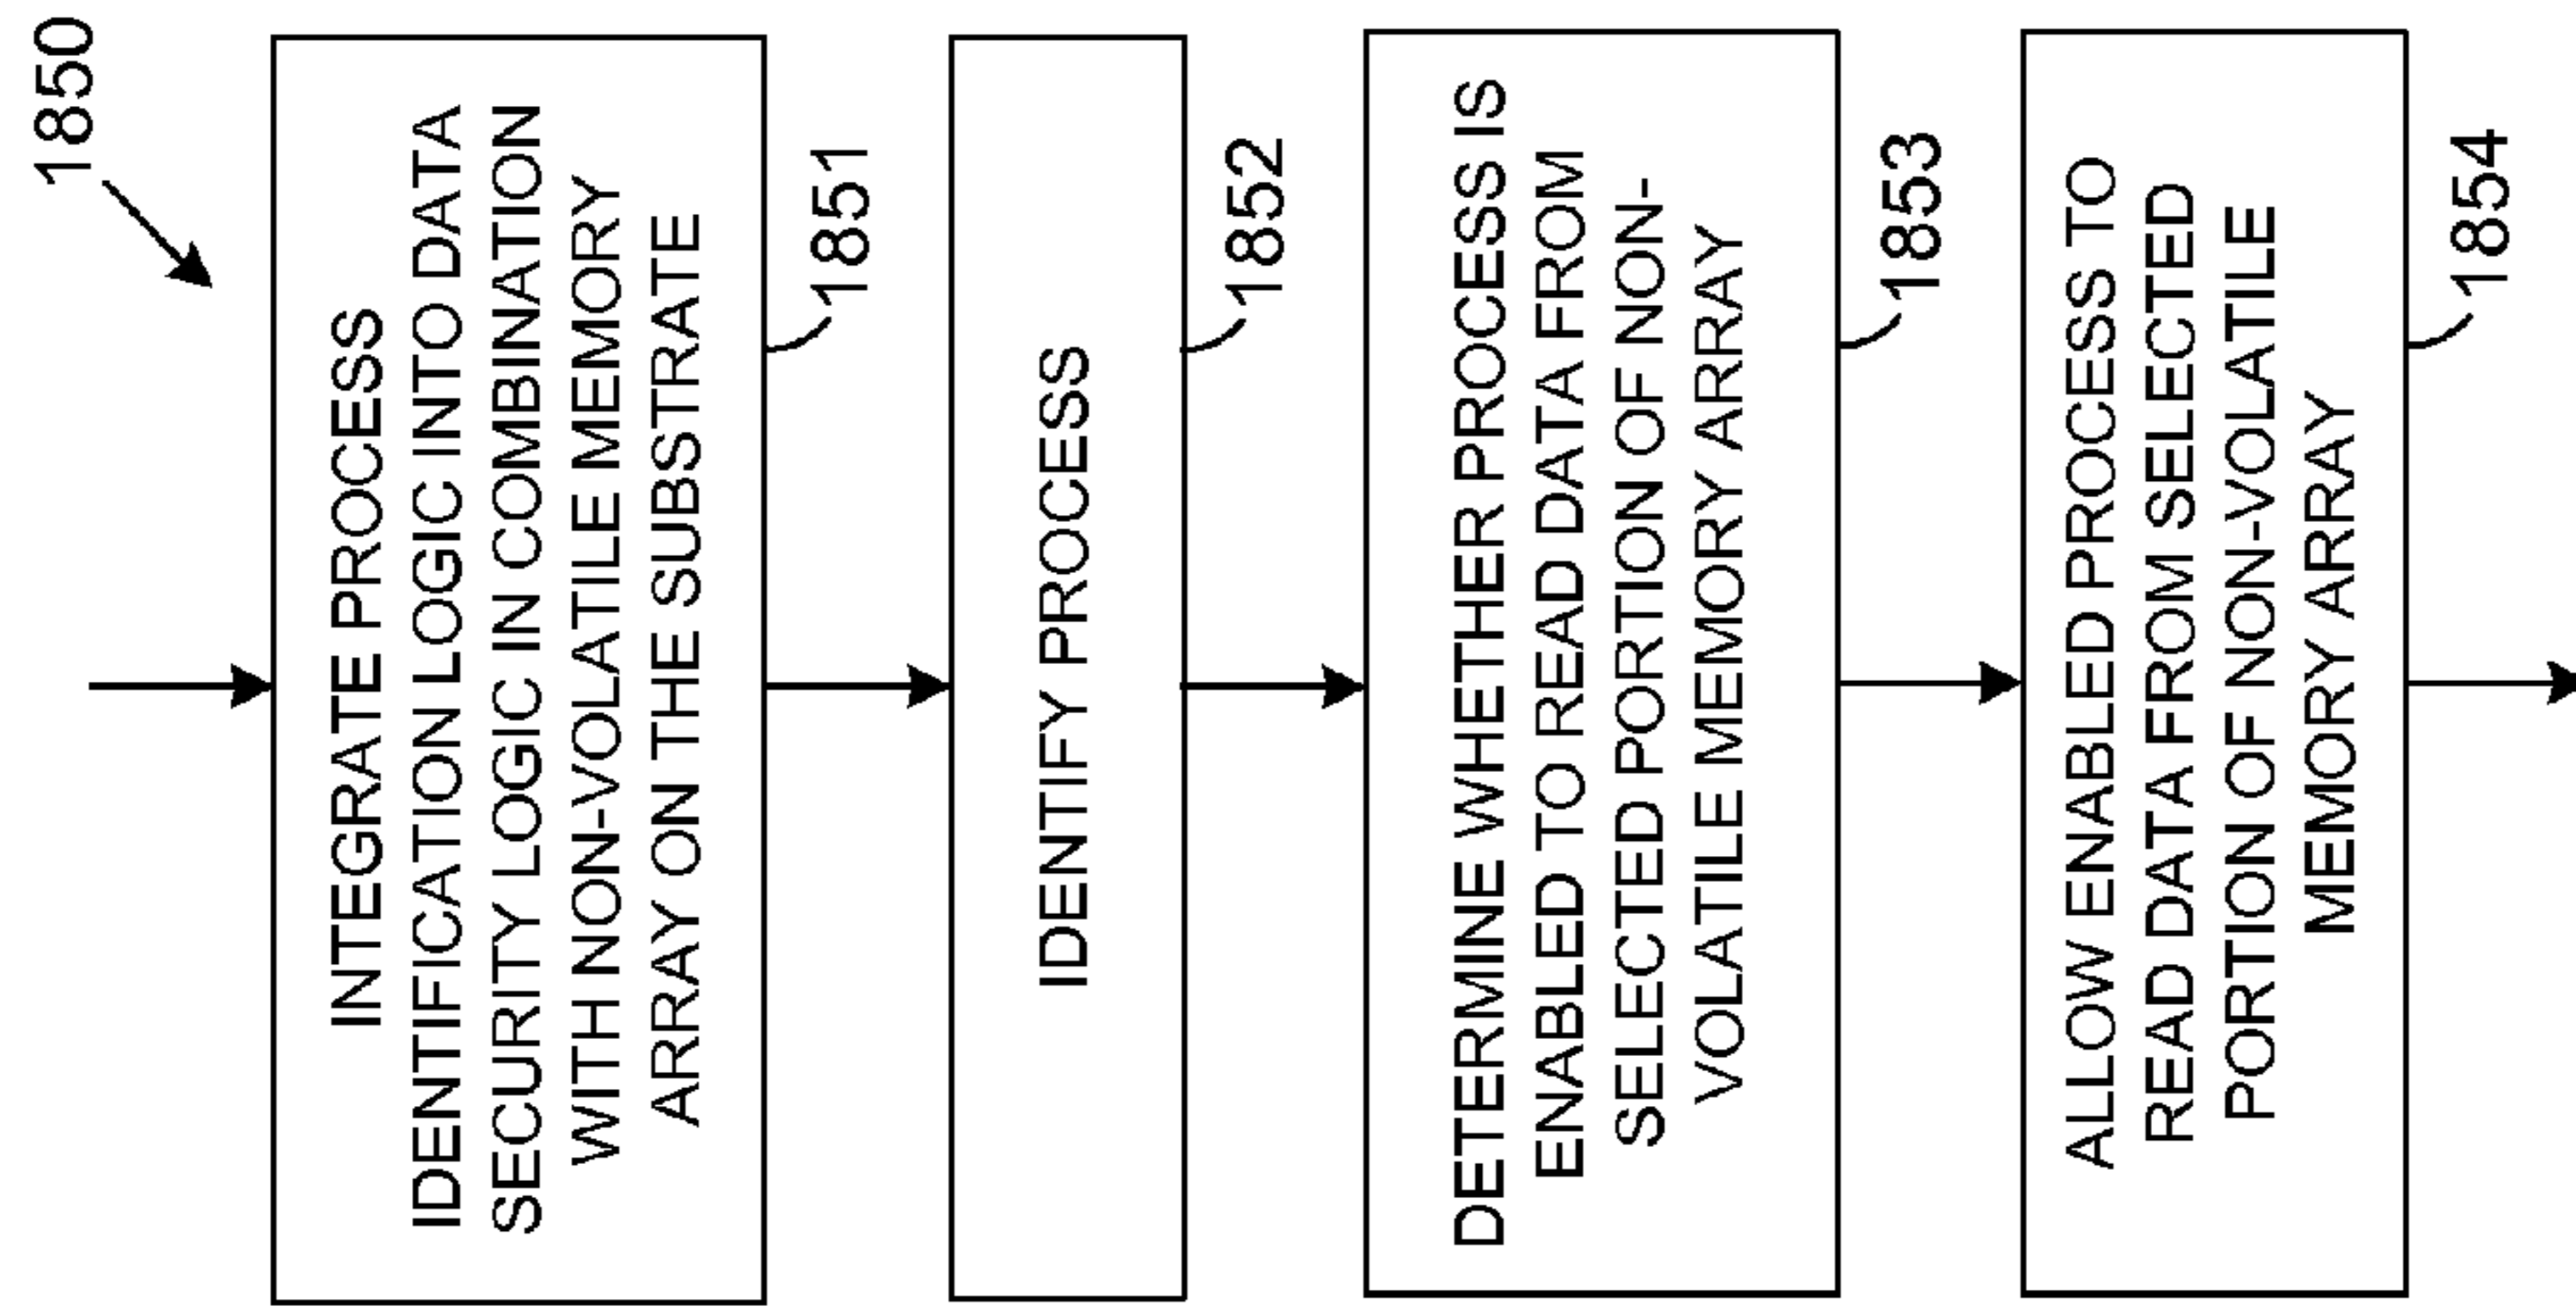 1850
INTEGRATE PROCESS
IDENTIFICATION LOGIC INTO DATA
SECURITY LOGIC IN COMBINATION
WITH NON-VOLATILE MEMORY
ARRAY ON THE SUBSTRATE
1851
IDENTIFY PROCESS
1852
DETERMINE WHETHER PROCESS IS
ENABLED TO READ DATA FROM
SELECTED PORTION OF NON-
VOLATILE MEMORY ARRAY
1853
ALLOW ENABLED PROCESS TO
READ DATA FROM SELECTED
PORTION OF NON-VOLATILE
MEMORY ARRAY
1854